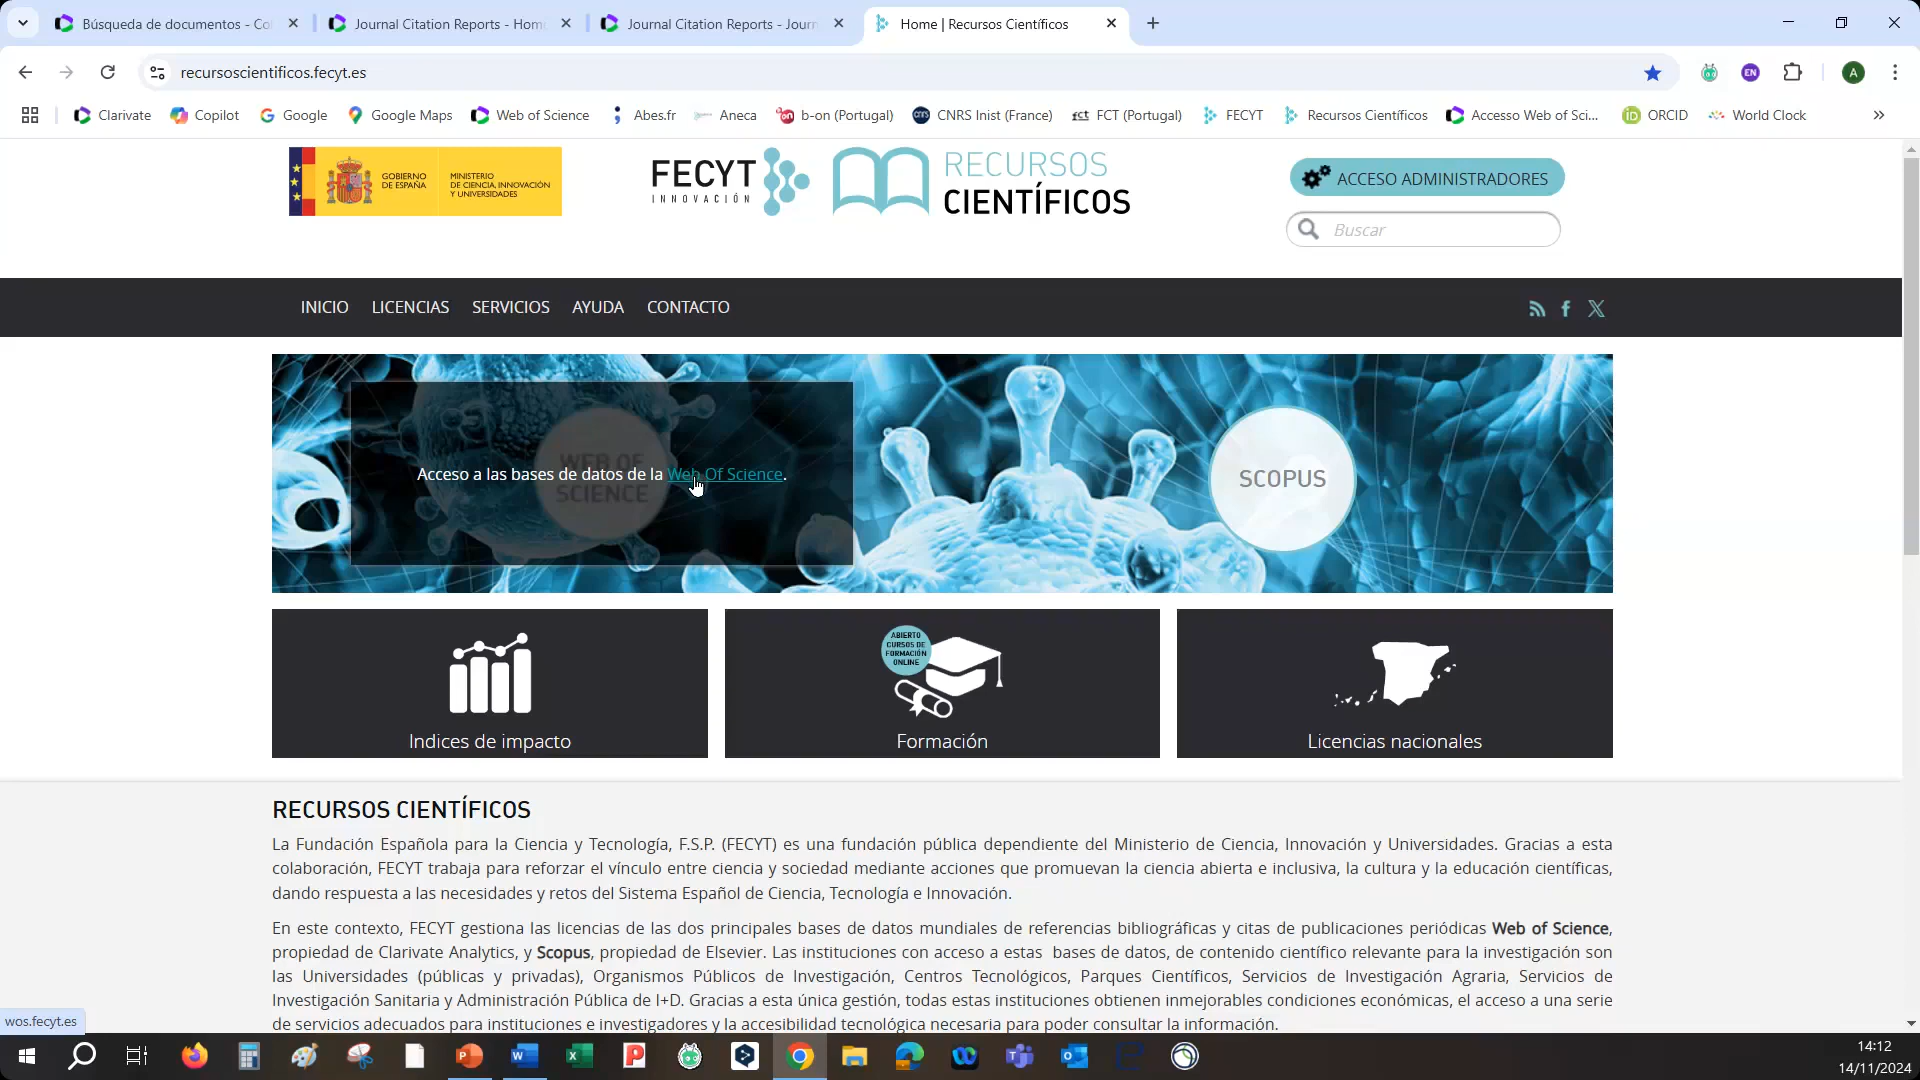 Búsqueda de documentos - Co
Journal Citation Reports - Hom
Journal Citation Reports - Journ
Home | Recursos Científicos
recursoscientificos.fecyt.es
EN
A
Clarivate
Copilot
Google
Google Maps
Web of Science
Abes.fr
Aneca
b-on (Portugal)
CNRS Inist (France)
FCT (Portugal)
FECYT
Recursos Científicos
Accesso Web of Sci...
ORCID
World Clock
GOBIERNO
DE ESPAÑA
MINISTERIO
DE CIENCIA, INNOVACIÓN
Y UNIVERSIDADES
FECYT
INNOVACIÓN
RECURSOS
CIENTÍFICOS
ACCESO ADMINISTRADORES
Buscar
INICIO LICENCIAS SERVICIOS AYUDA CONTACTO
WEB OF
SCIENCE
Acceso a las bases de datos de la Web Of Science.
SCOPUS
Indices de impacto
ABIERTO
CURSOS DE
FORMACIÓN
ONLINE
Formación
Licencias nacionales
RECURSOS CIENTÍFICOS
La Fundación Española para la Ciencia y Tecnología, F.S.P. (FECYT) es una fundación pública dependiente del Ministerio de Ciencia, Innovación y Universidades. Gracias a esta
colaboración, FECYT trabaja para reforzar el vínculo entre ciencia y sociedad mediante acciones que promuevan la ciencia abierta e inclusiva, la cultura y la educación científicas,
dando respuesta a las necesidades y retos del Sistema Español de Ciencia, Tecnología e Innovación.
En este contexto, FECYT gestiona las licencias de las dos principales bases de datos mundiales de referencias bibliográficas y citas de publicaciones periódicas Web of Science,
propiedad de Clarivate Analytics, y Scopus, propiedad de Elsevier. Las instituciones con acceso a estas bases de datos, de contenido científico relevante para la investigación son
las Universidades (públicas y privadas), Organismos Públicos de Investigación, Centros Tecnológicos, Parques Científicos, Servicios de Investigación Agraria, Servicios de
Investigación Sanitaria y Administración Pública de I+D. Gracias a esta única gestión, todas estas instituciones obtienen inmejorables condiciones económicas, el acceso a una serie
de servicios adecuados para instituciones e investigadores y la accesibilidad tecnológica necesaria para poder consultar la información.
wos.fecyt.es
14:12
14/11/2024